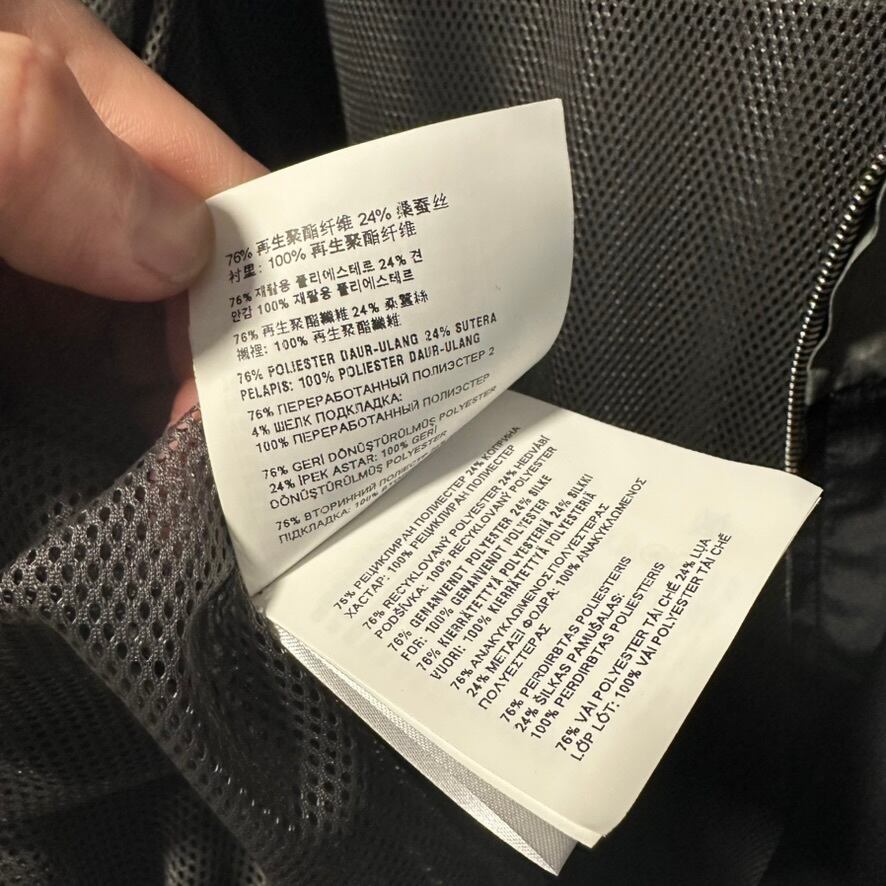 76% 再生聚酯纤维 24% 桑蚕丝
衬里: 100% 再生聚酯纤维
76% 재활용 폴리에스테르 24% 견
안감 100% 재활용 폴리에스테르
76% 再生聚酯纖維 24% 桑蠶絲
襯裡: 100% 再生聚酯纖維
76% POLIESTER DAUR-ULANG 24% SUTERA
PELAPIS: 100% POLIESTER DAUR-ULANG
76% ПЕРЕРАБОТАННЫЙ ПОЛИЭСТЕР 2
4% ШЕЛК ПОДКЛАДКА:
100% ПЕРЕРАБОТАННЫЙ ПОЛИЭСТЕР
76% GERİ DÖNÜŞTÜRÜLMÜŞ POLYESTER
24% İPEK ASTAR: 100% GERİ
DÖNÜŞTÜRÜLMÜŞ POLYESTER
76% ВТОРИННИЙ
ПІДКЛАДКА: 100%
76% РЕЦИКЛИРАН ПОЛИЕСТЕР 24% КОПРИНА
ХАСТАР: 100% РЕЦИКЛИРАН ПОЛИЕСТЕР
76% RECYKLOVANÝ POLYESTER 24% HEDVÁBÍ
PODŠÍVKA: 100% RECYKLOVANÝ POLYESTER
76% GENANVENDT POLYESTER 24% SILKE
FOR: 100% GENANVENDT POLYESTER
76% KIERRÄTETTYÄ POLYESTERIÄ 24% SILKKI
VUORI: 100% KIERRÄTETTYÄ POLYESTERIÄ
76% ΑΝΑΚΥΚΛΩΜΕΝΟΣ ΠΟΛΥΕΣΤΕΡΑΣ
24% ΜΕΤΑΞΙ ΦΟΔΡΑ: 100% ΑΝΑΚΥΚΛΩΜΕΝΟΣ
ΠΟΛΥΕΣΤΕΡΑΣ
76% PERDIRBTAS POLIESTERIS
24% ŠILKAS PAMUŠALAS:
100% PERDIRBTAS POLIESTERIS
76% VẢI POLYESTER TÁI CHẾ 24% LỤA
LỚP LÓT: 100% VẢI POLYESTER TÁI CHẾ